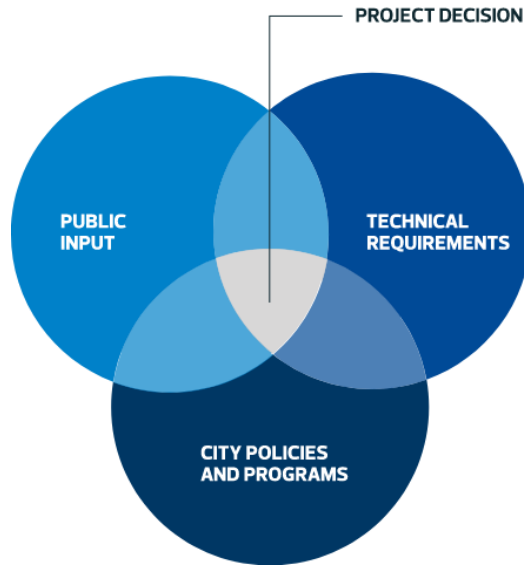 PROJECT DECISION
PUBLIC
INPUT
TECHNICAL
REQUIREMENTS
CITY POLICIES
AND PROGRAMS